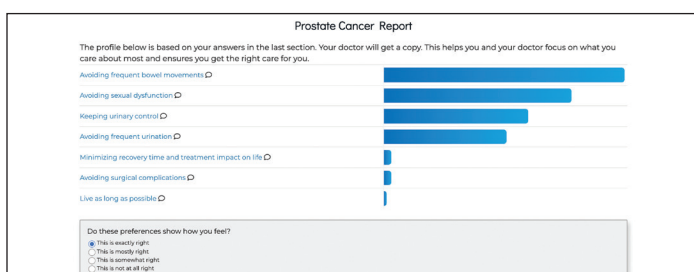 Prostate Cancer Report
The profile below is based on your answers in the last section. Your doctor will get a copy. This helps you and your doctor focus on what you
care about most and ensures you get the right care for you.
Avoiding frequent bowel movements
Avoiding sexual dysfunction
Keeping urinary control
Avoiding frequent urination
Minimizing recovery time and treatment impact on life
Avoiding surgical complications
Live as long as possible
Do these preferences show how you feel?
This is exactly right
This is mostly right
This is somewhat right
This is not at all right